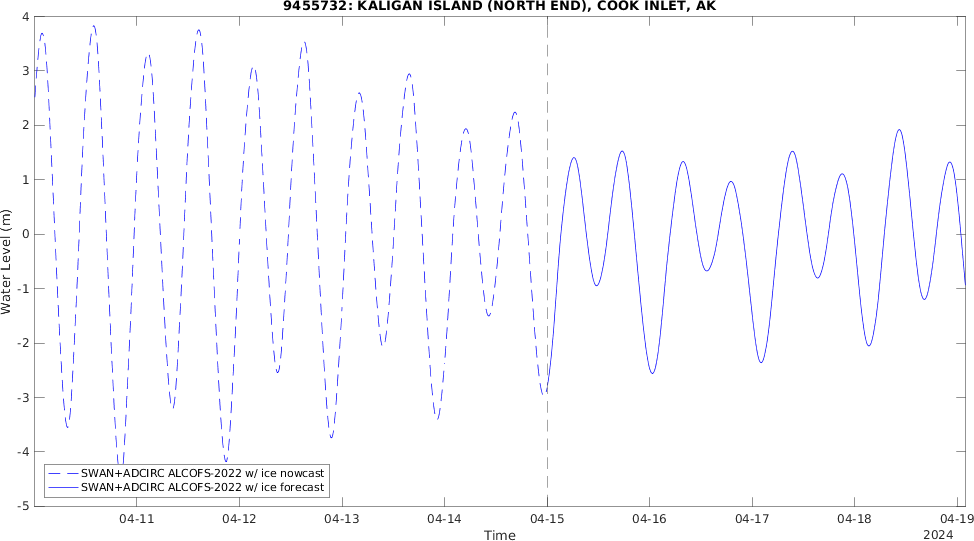 9455732: KALIGAN ISLAND (NORTH END), COOK INLET, AK
4
3
2
1
0
-1
-2
-3
-4
-5
Water Level (m)
SWAN+ADCIRC ALCOFS-2022 w/ ice nowcast
SWAN+ADCIRC ALCOFS-2022 w/ ice forecast
04-11 04-12 04-13 04-14 04-15 04-16 04-17 04-18 04-19
Time 2024